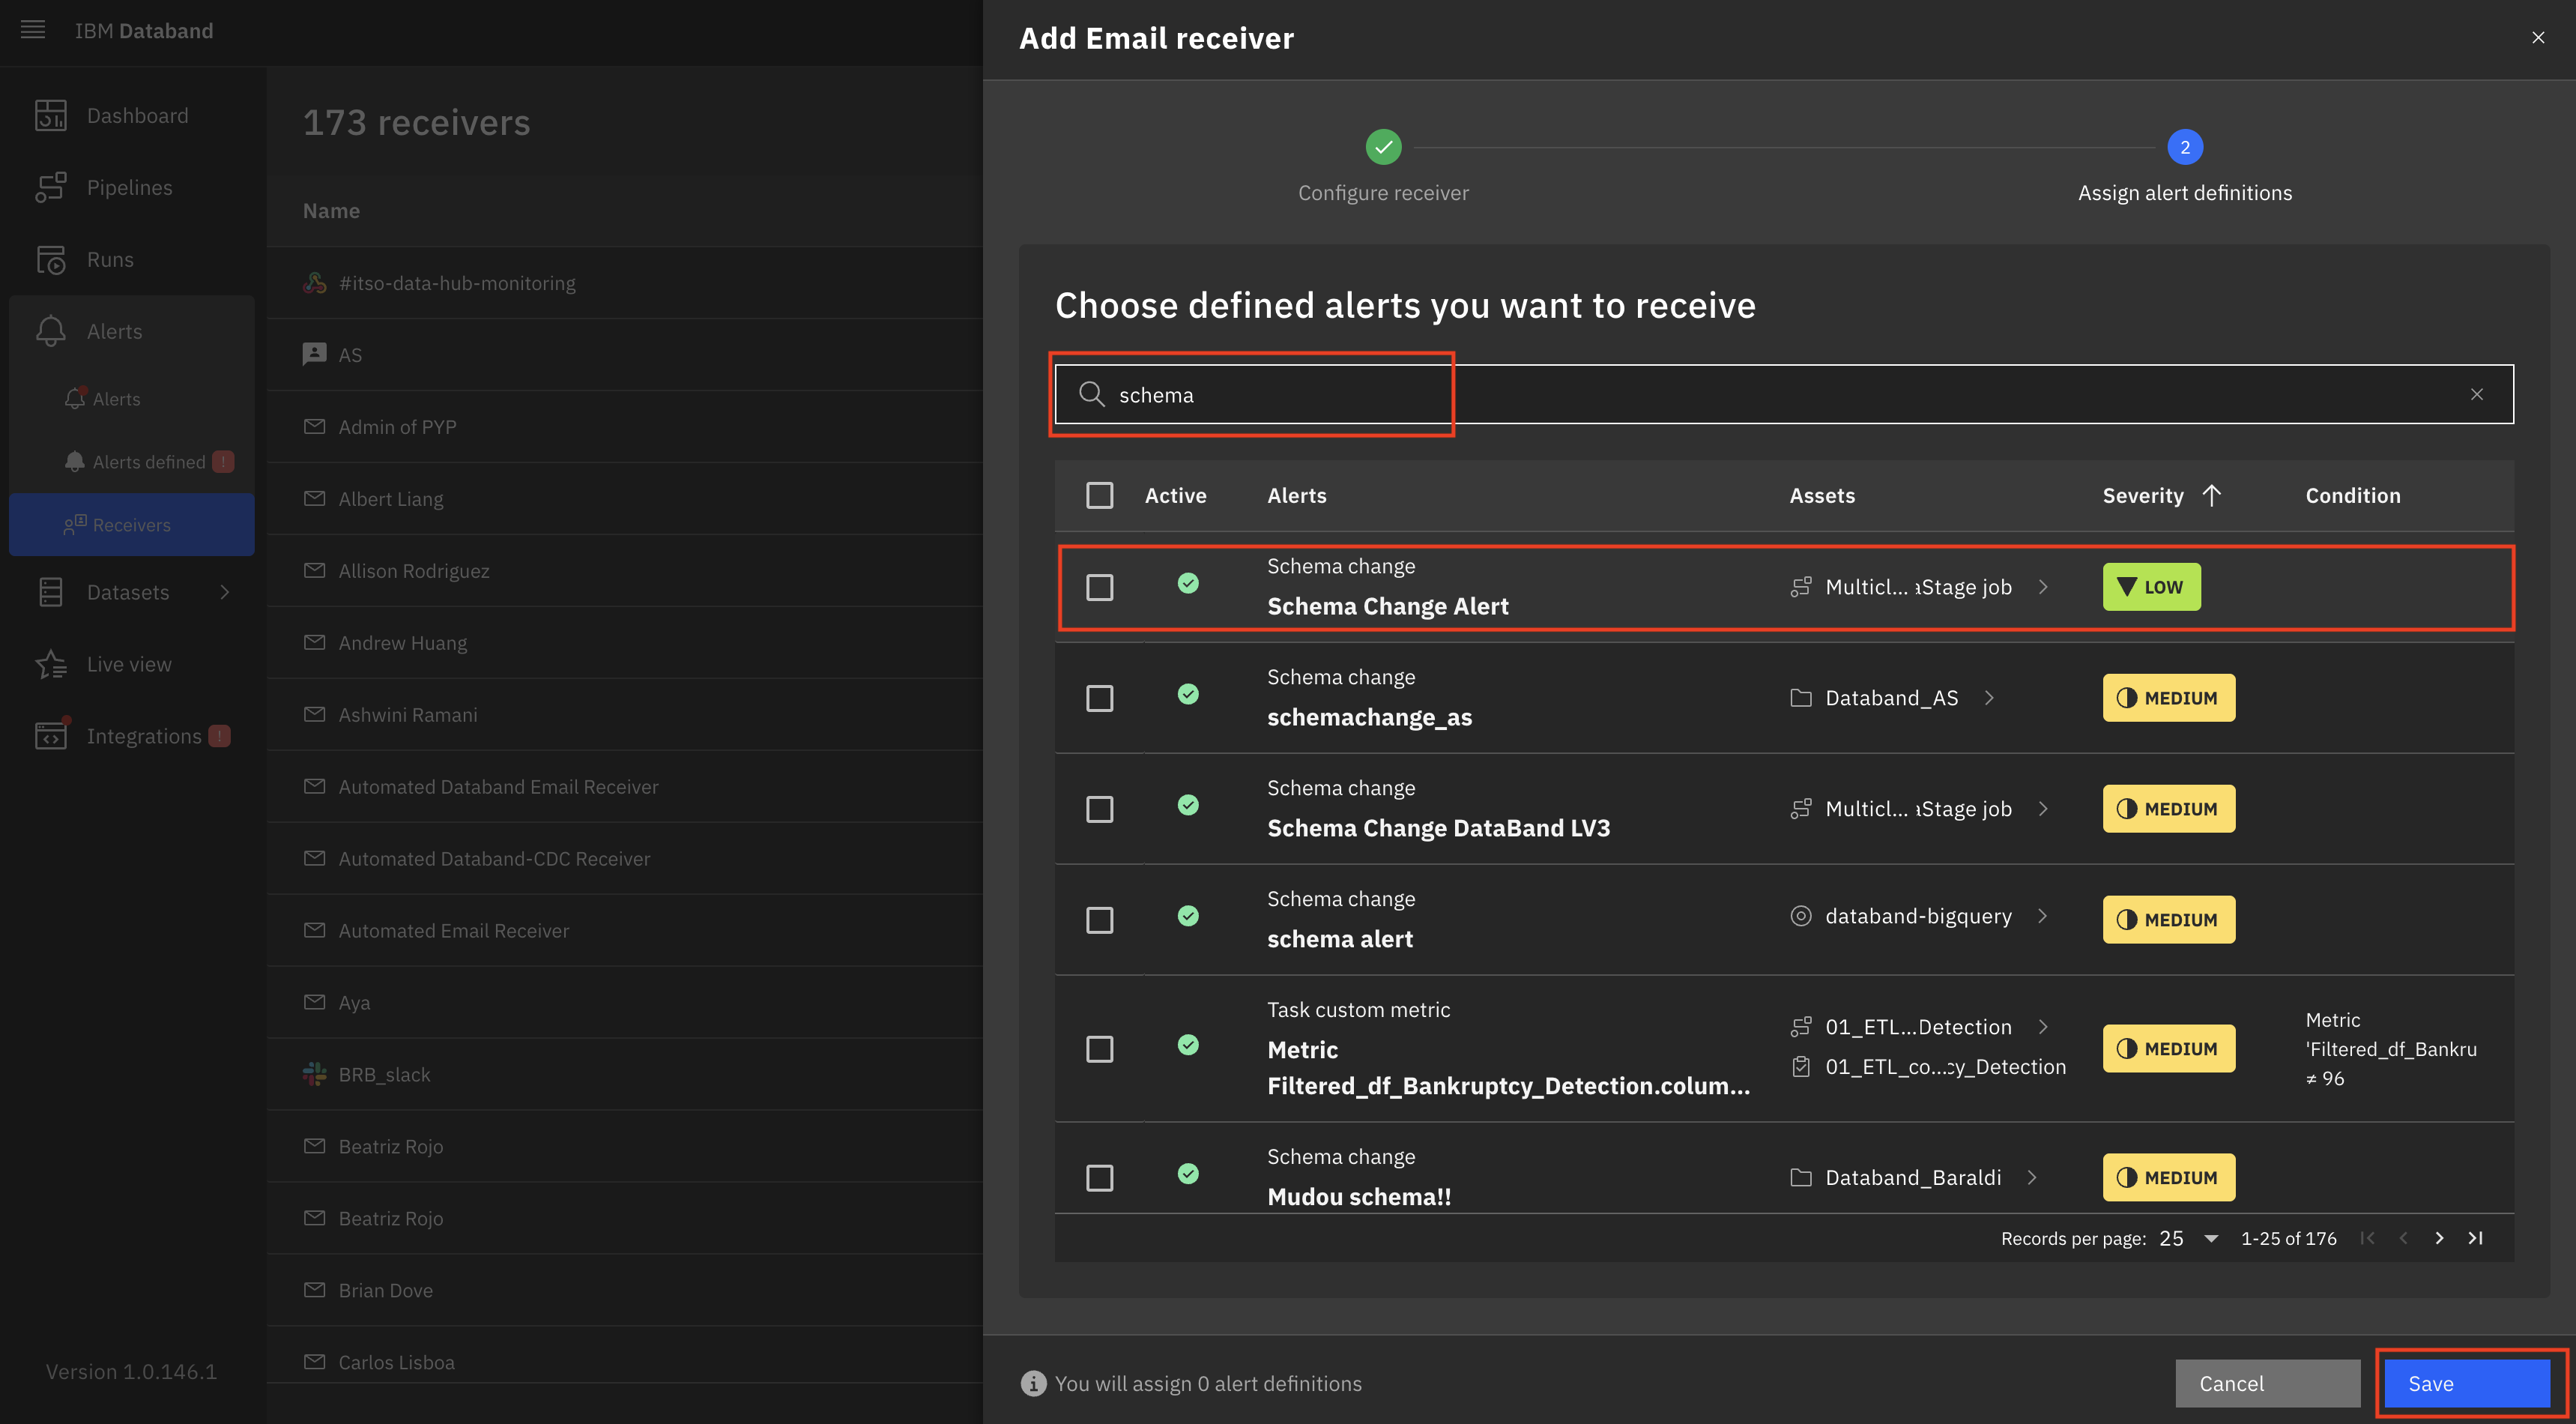 IBM Databand
Dashboard
Pipelines
Runs
Alerts
Alerts
Alerts defined !
Receivers
Datasets
Live view
Integrations !
Version 1.0.146.1
173 receivers
Name
#itso-data-hub-monitoring
AS
Admin of PYP
Albert Liang
Allison Rodriguez
Andrew Huang
Ashwini Ramani
Automated Databand Email Receiver
Automated Databand-CDC Receiver
Automated Email Receiver
Aya
BRB_slack
Beatriz Rojo
Beatriz Rojo
Brian Dove
Carlos Lisboa
Add Email receiver
2
Configure receiver
Assign alert definitions
Choose defined alerts you want to receive
schema
Active Alerts Assets Severity Condition
Schema change
Schema Change Alert
Multicl... aStage job
LOW
Schema change
schemachange_as
Databand_AS
MEDIUM
Schema change
Schema Change DataBand LV3
Multicl... aStage job
MEDIUM
Schema change
schema alert
databand-bigquery
MEDIUM
Task custom metric
Metric
Filtered_df_Bankruptcy_Detection.colum...
01_ETL...Detection
01_ETL_co...cy_Detection
MEDIUM
Metric
'Filtered_df_Bankru
≠ 96
Schema change
Mudou schema!!
Databand_Baraldi
MEDIUM
Records per page: 25 1-25 of 176
You will assign 0 alert definitions
Cancel
Save